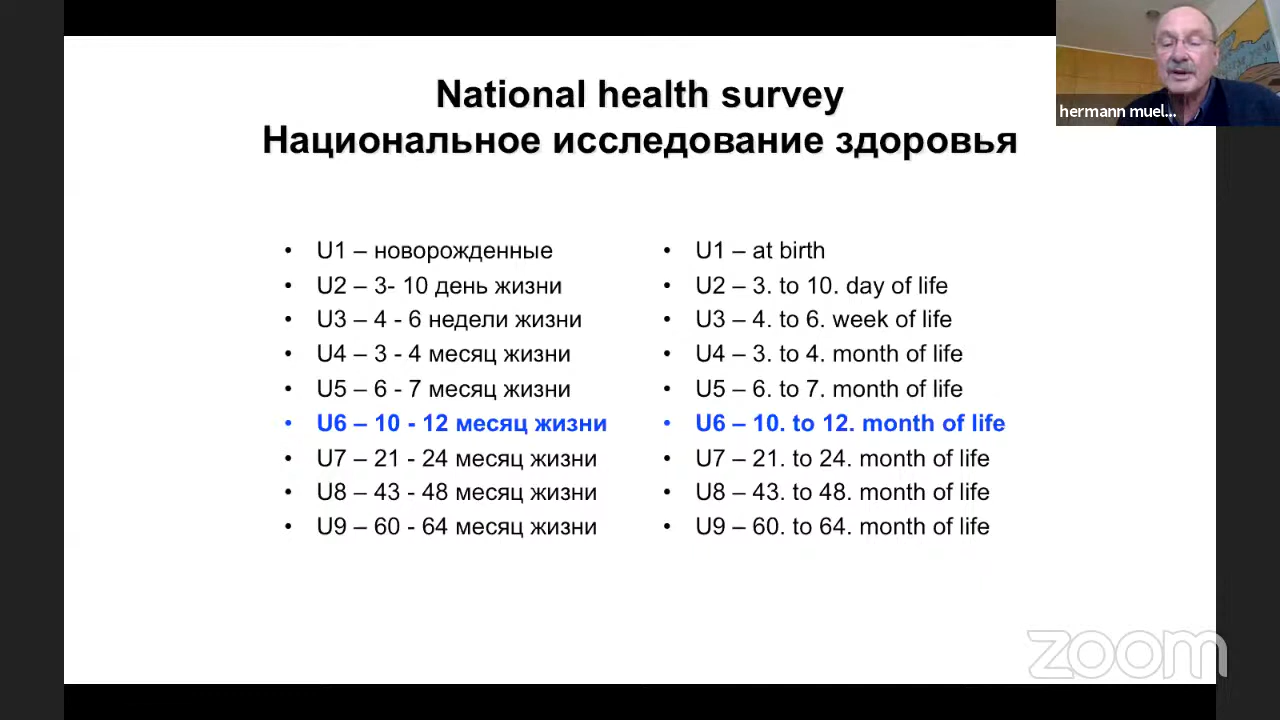 National health survey
Национальное исследование здоровья
hermann muel...
• U1 – новорожденные
• U2 – 3- 10 день жизни
• U3 – 4 - 6 недели жизни
• U4 – 3 - 4 месяц жизни
• U5 – 6 - 7 месяц жизни
• U6 – 10 - 12 месяц жизни
• U7 – 21 - 24 месяц жизни
• U8 – 43 - 48 месяц жизни
• U9 – 60 - 64 месяц жизни
• U1 – at birth
• U2 – 3. to 10. day of life
• U3 – 4. to 6. week of life
• U4 – 3. to 4. month of life
• U5 – 6. to 7. month of life
• U6 – 10. to 12. month of life
• U7 – 21. to 24. month of life
• U8 – 43. to 48. month of life
• U9 – 60. to 64. month of life
zoom